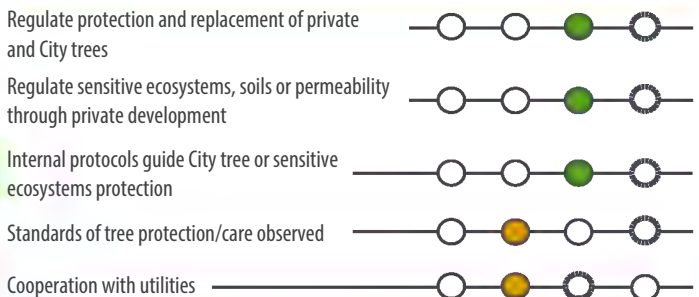 Regulate protection and replacement of private
and City trees
Regulate sensitive ecosystems, soils or permeability
through private development
Internal protocols guide City tree or sensitive
ecosystems protection
Standards of tree protection/care observed
Cooperation with utilities